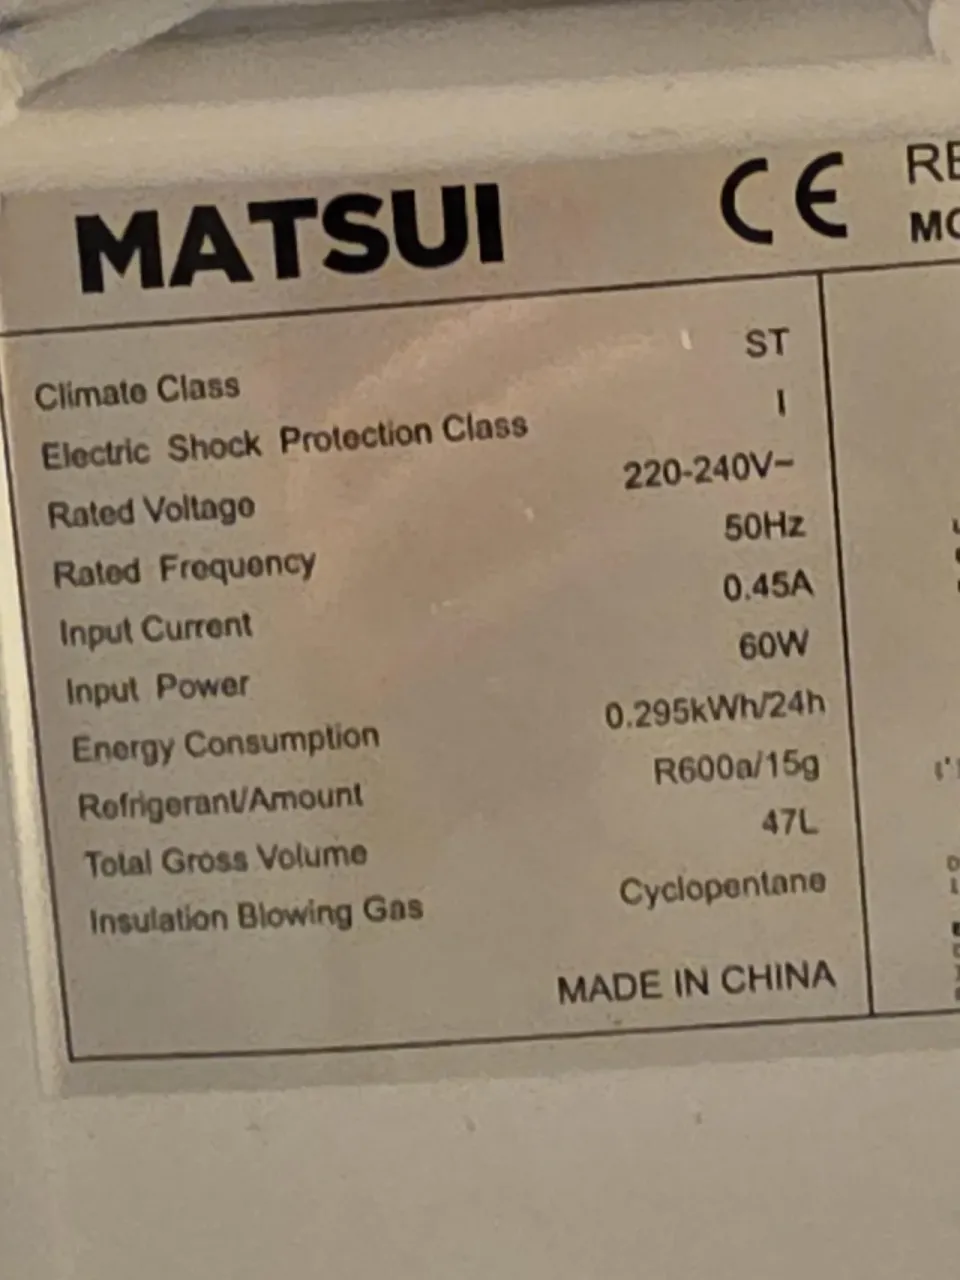 MATSUI CE RE
MO
Climate Class ST
Electric Shock Protection Class I
Rated Voltage 220-240V~
Rated Frequency 50Hz
Input Current 0.45A
Input Power 60W
Energy Consumption 0.295kWh/24h
Refrigerant/Amount R600a/15g
Total Gross Volume 47L
Insulation Blowing Gas Cyclopentane
MADE IN CHINA